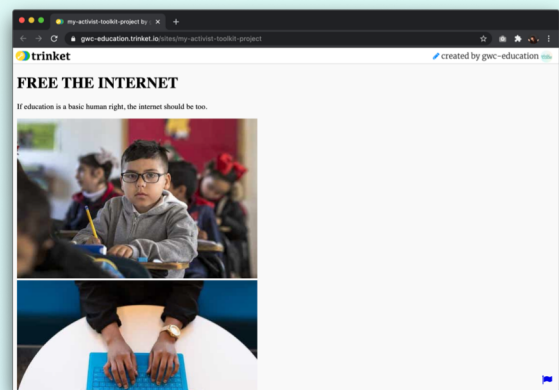 my-activist-toolkit-project by
gwc-education.trinket.io/sites/my-activist-toolkit-project
trinket
created by gwc-education
FREE THE INTERNET
If education is a basic human right, the internet should be too.